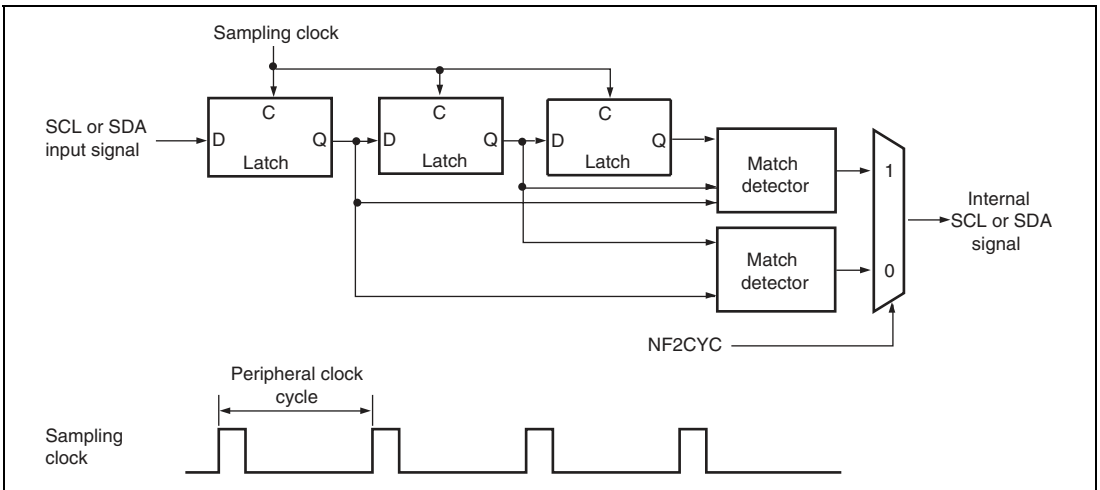 Sampling clock
SCL or SDA
input signal
C
D
Q
Latch
C
D
Q
Latch
C
D
Q
Latch
Match
detector
Match
detector
1
0
Internal
SCL or SDA
signal
NF2CYC
Peripheral clock
cycle
Sampling
clock